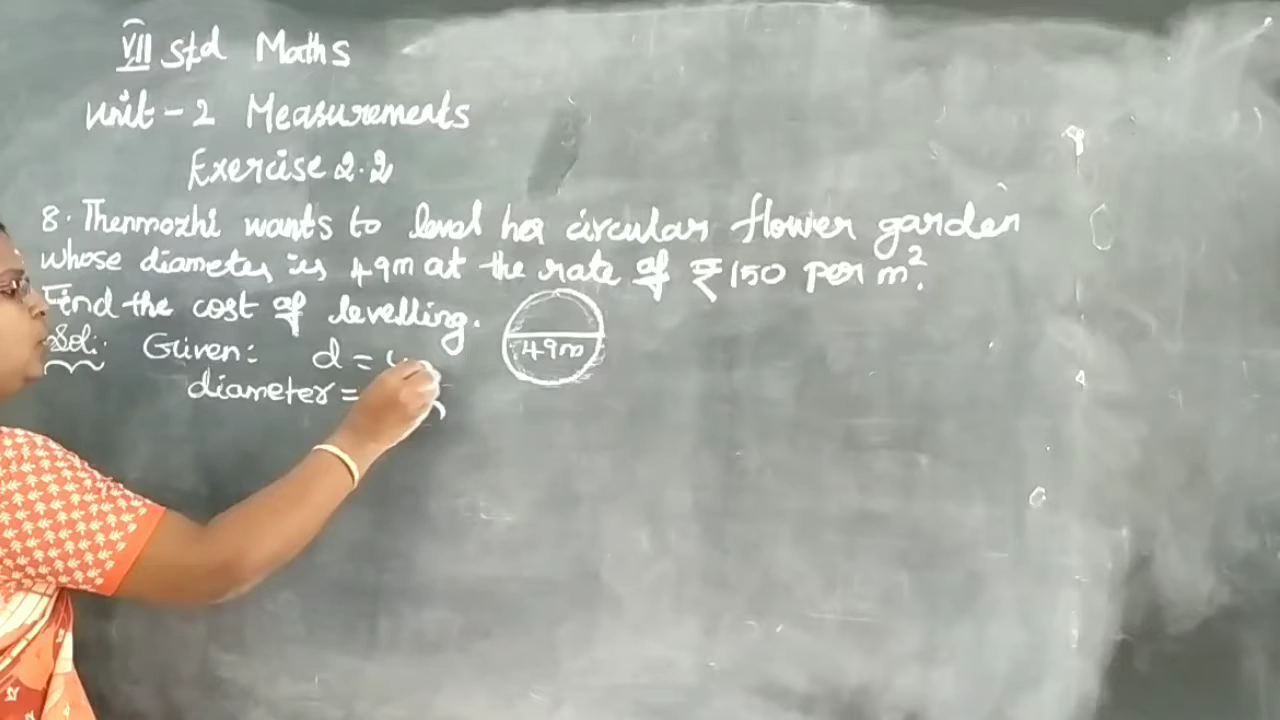 VII Std Maths
Unit - 2 Measurements
Exercise 2.2
8. Thenmozhi wants to level her circular flower garden
whose diameter is 49m at the rate of ₹150 per m².
Find the cost of levelling.
49m
Sol: Given: d =
diameter =